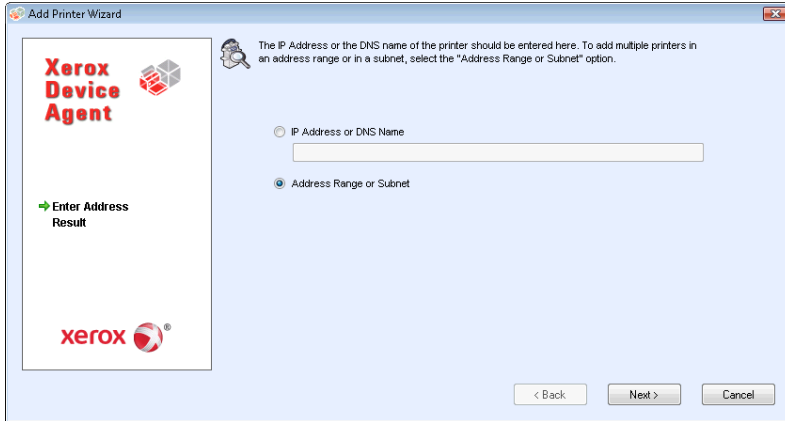 Add Printer Wizard
Xerox
Device
Agent
Enter Address
Result
xerox ®
The IP Address or the DNS name of the printer should be entered here. To add multiple printers in
an address range or in a subnet, select the "Address Range or Subnet" option.
IP Address or DNS Name
Address Range or Subnet
< Back Next > Cancel